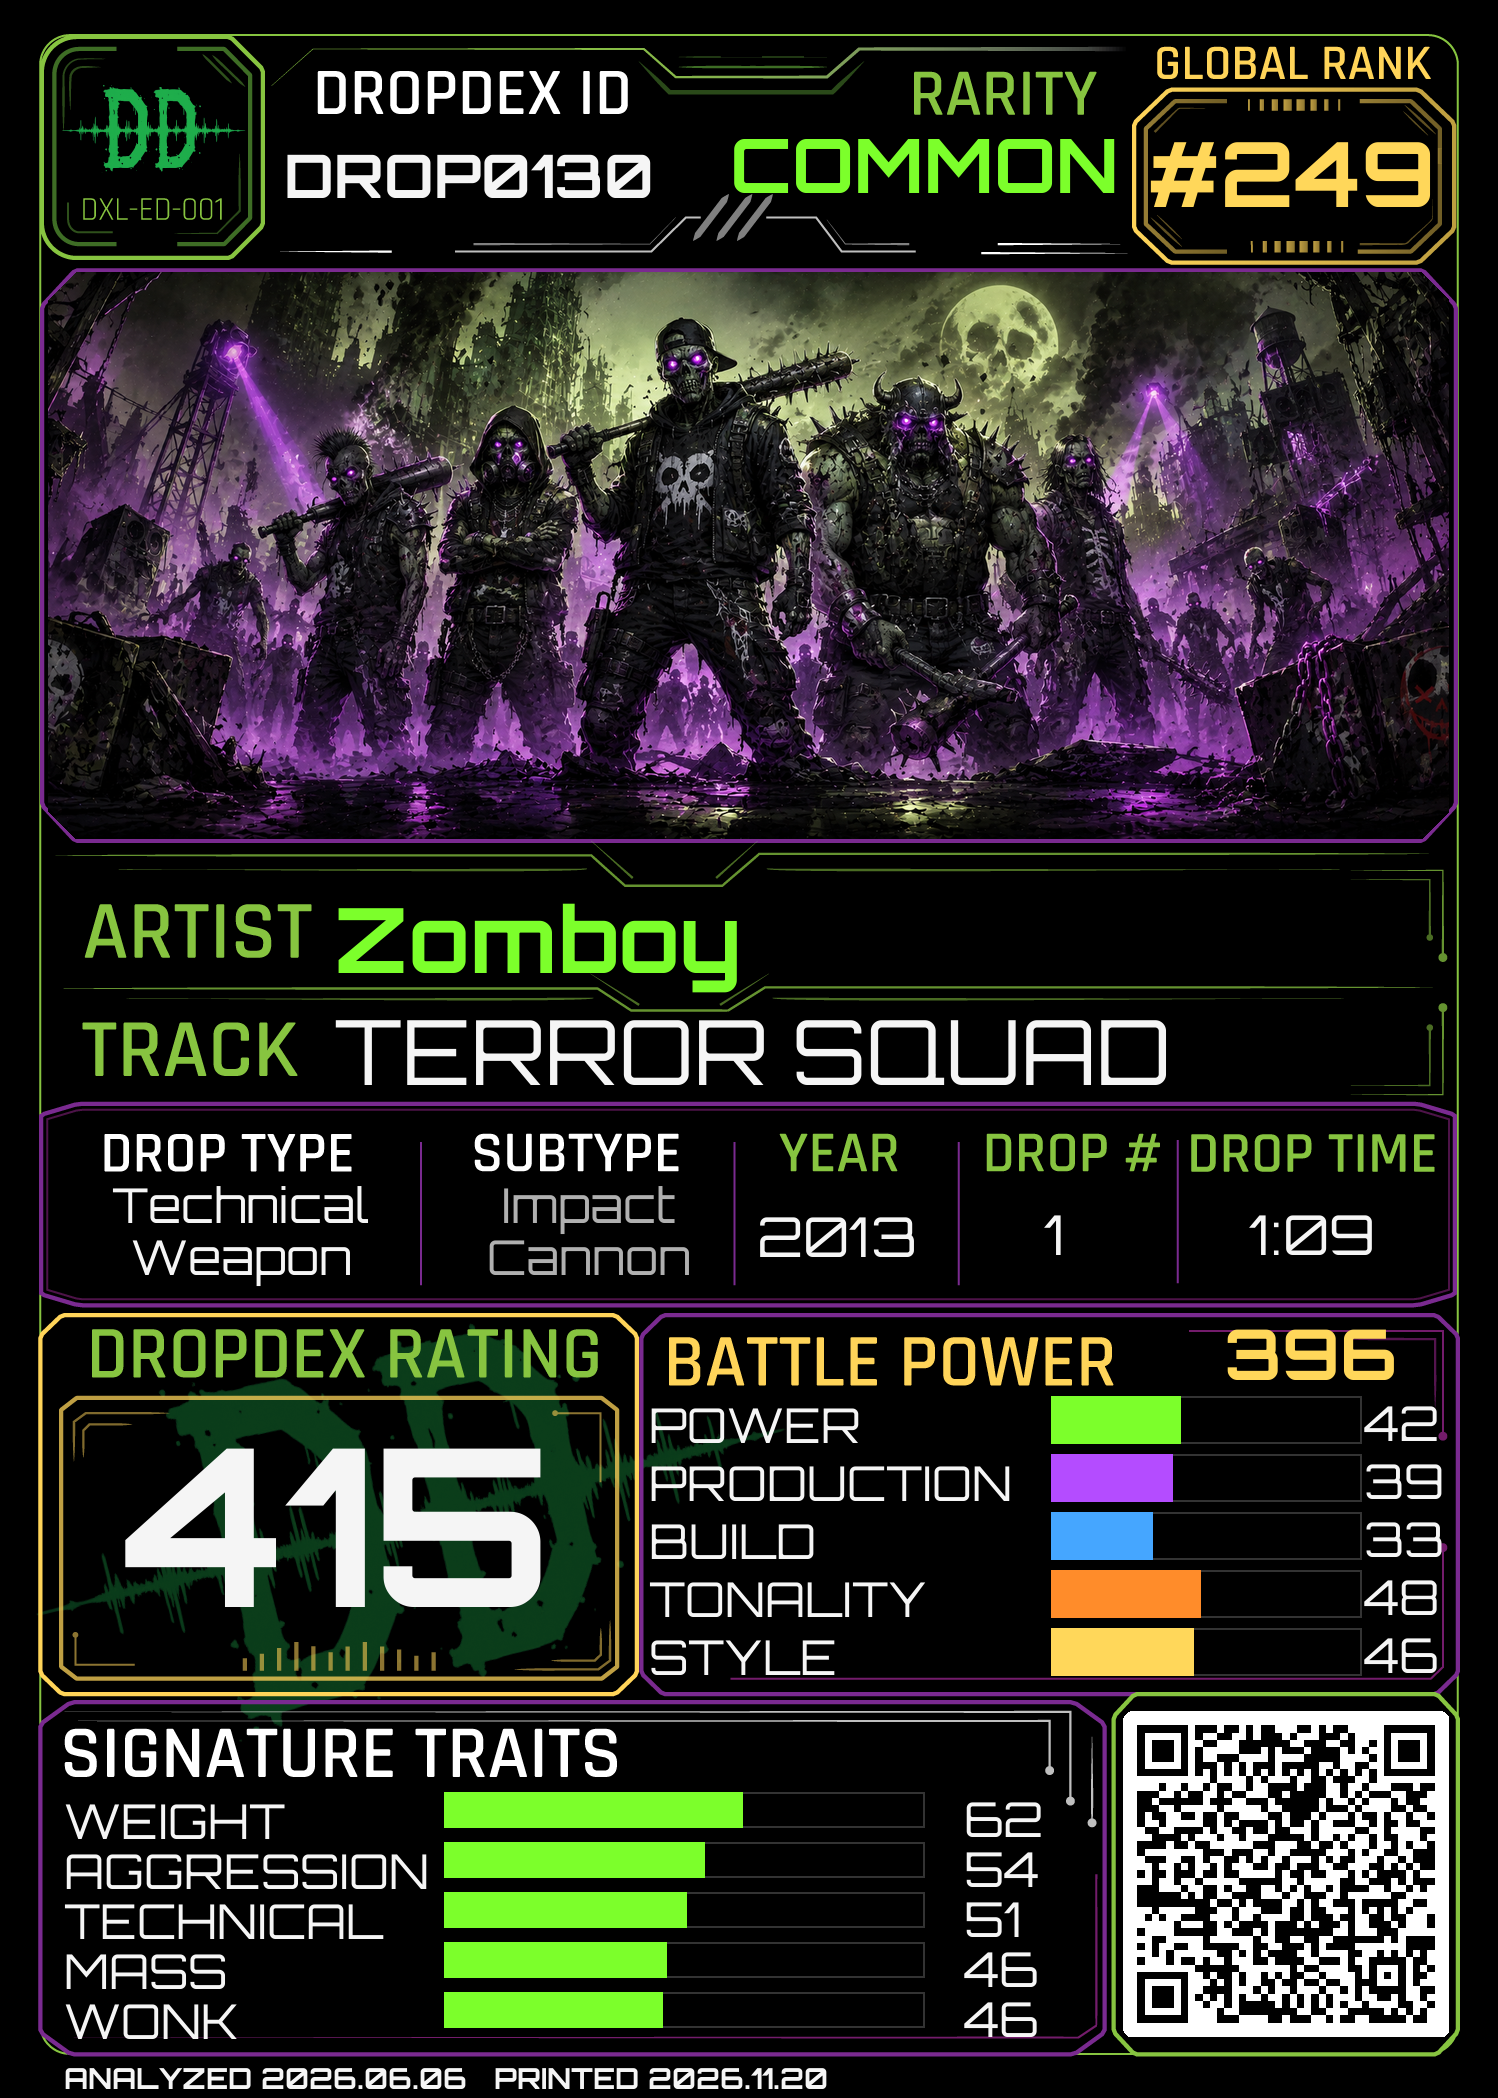 DD
DXL-ED-001
DROPDEX ID
DROP0130
RARITY
COMMON
GLOBAL RANK
#249
ARTIST Zomboy
TRACK TERROR SQUAD
DROP TYPE
Technical
Weapon
SUBTYPE
Impact
Cannon
YEAR
2013
DROP #
1
DROP TIME
1:09
DROPDEX RATING
415
BATTLE POWER 396
POWER 42
PRODUCTION 39
BUILD 33
TONALITY 48
STYLE 46
SIGNATURE TRAITS
WEIGHT 62
AGGRESSION 54
TECHNICAL 51
MASS 46
WONK 46
ANALYZED 2026.06.06 PRINTED 2026.11.20